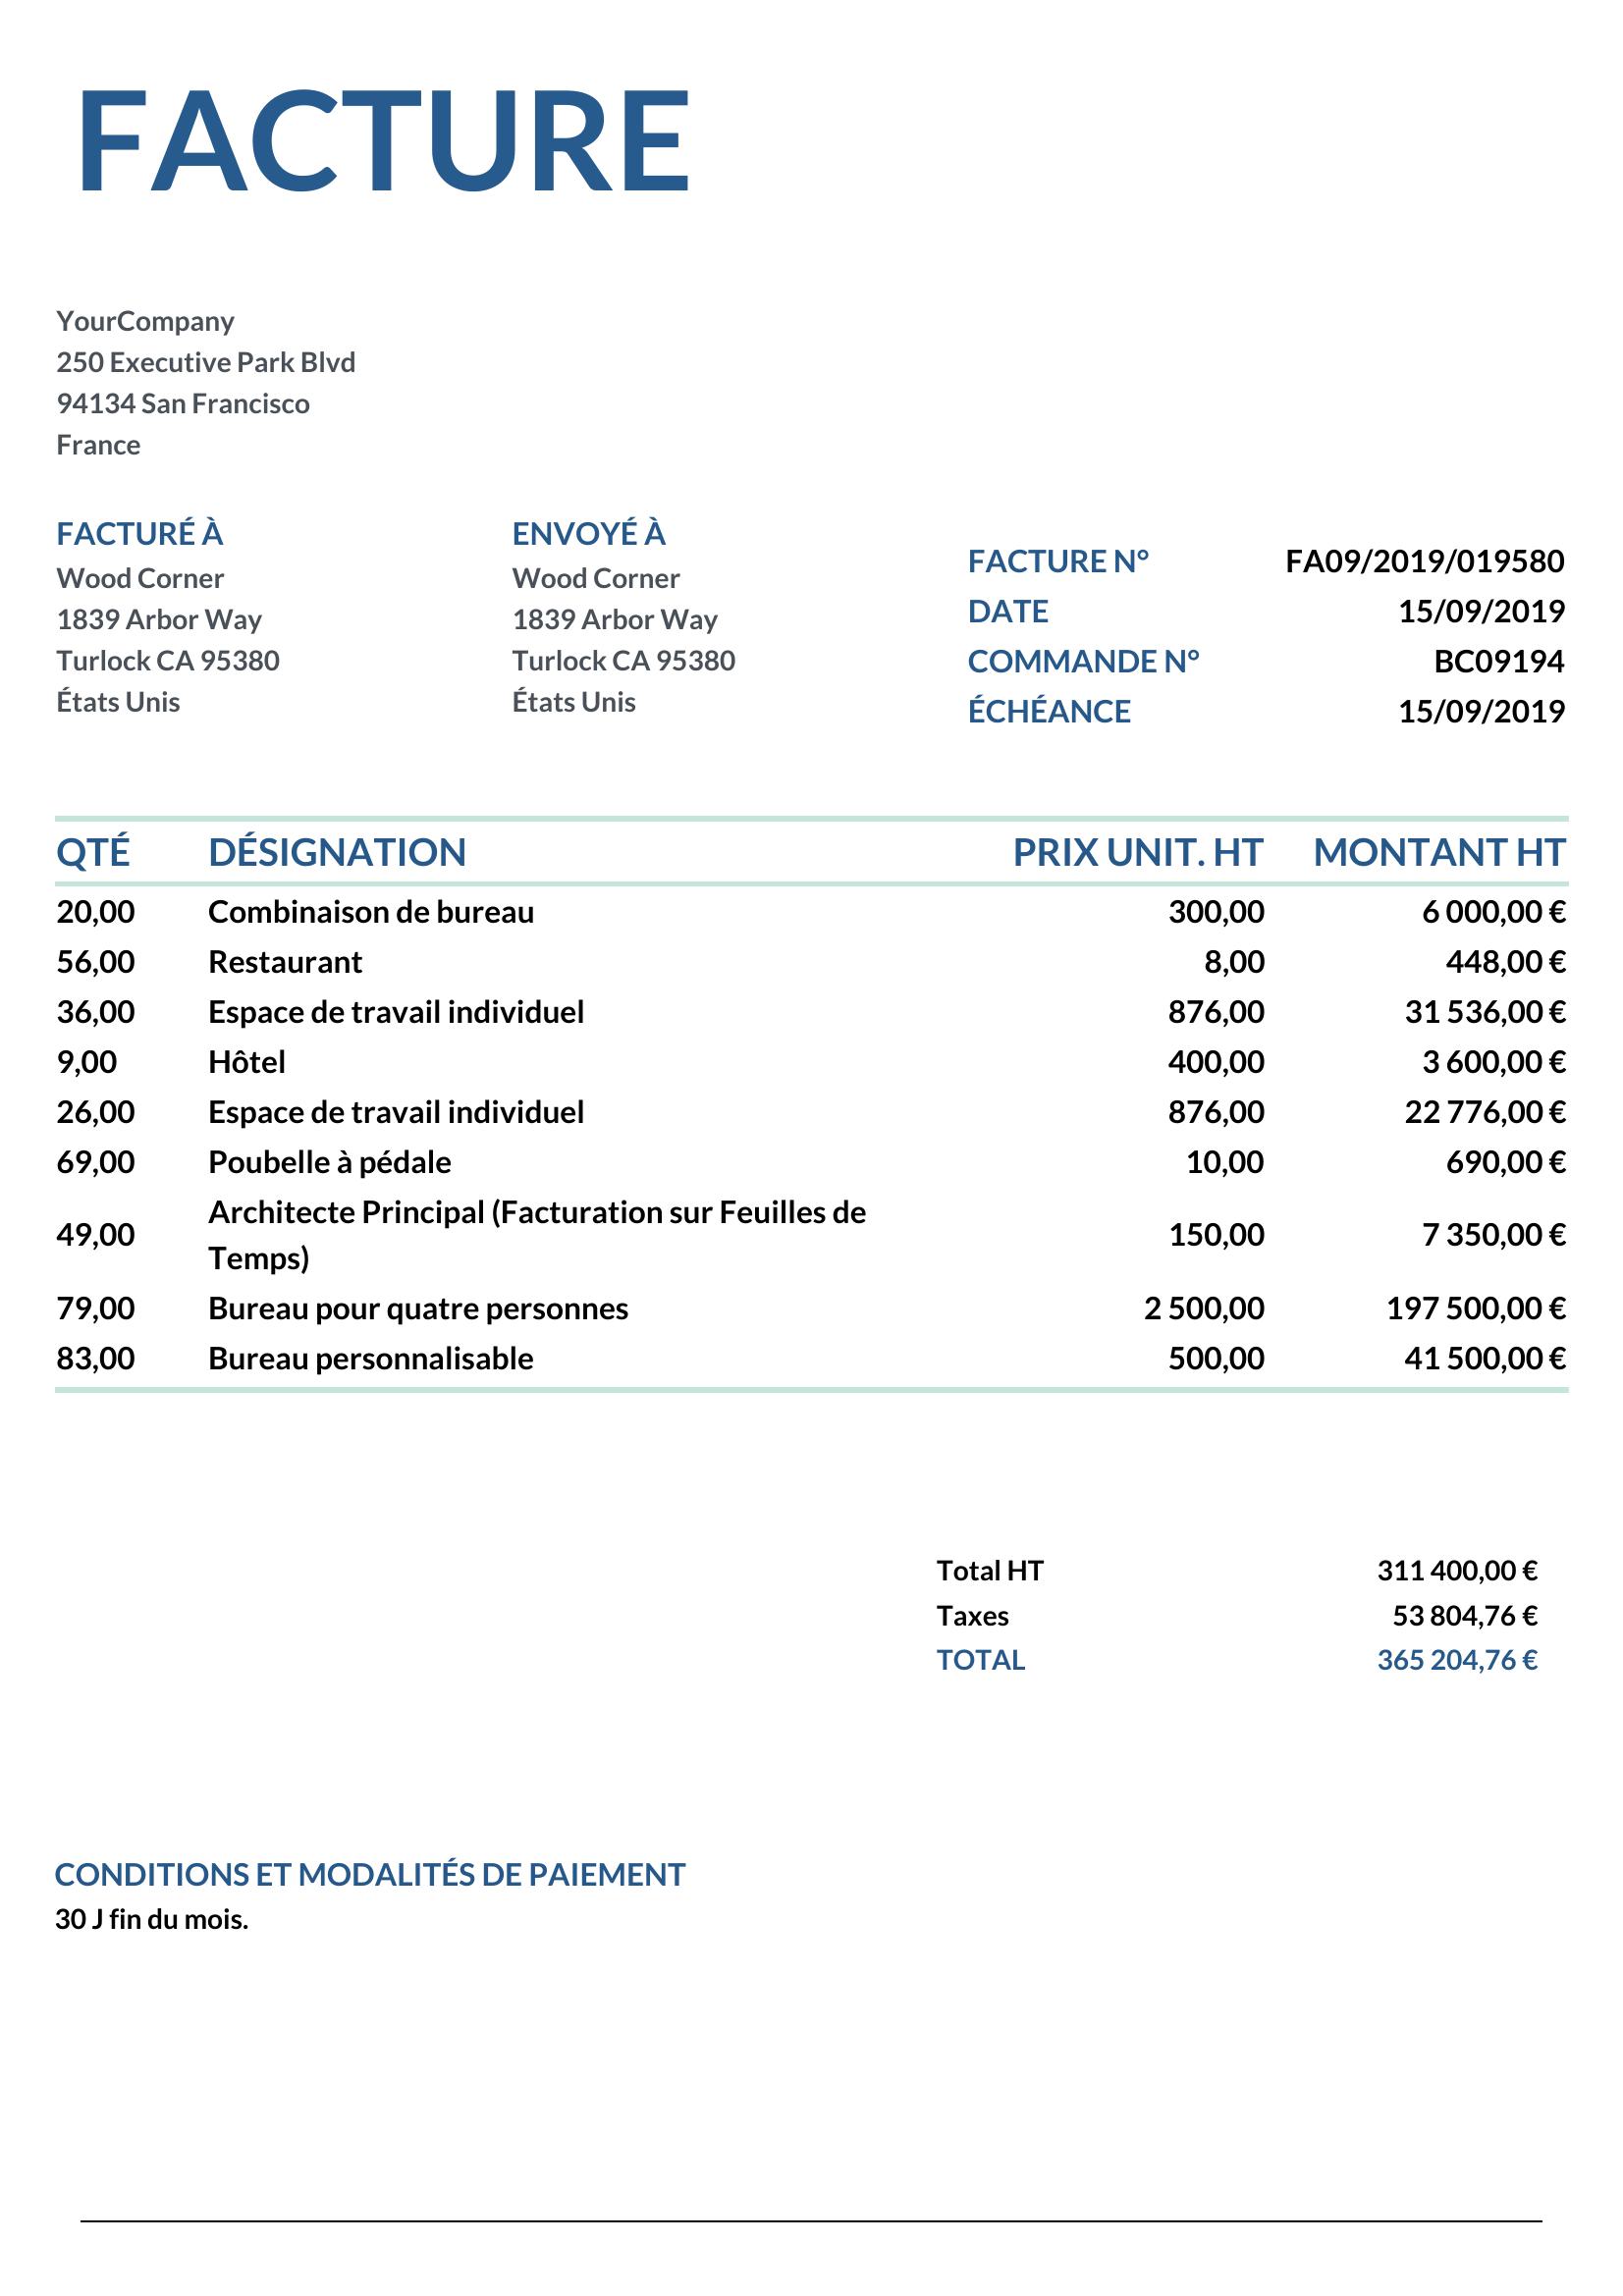 FACTURE
YourCompany
250 Executive Park Blvd
94134 San Francisco
France
FACTURÉ À
Wood Corner
1839 Arbor Way
Turlock CA 95380
États Unis
ENVOYÉ À
Wood Corner
1839 Arbor Way
Turlock CA 95380
États Unis
FACTURE N° FA09/2019/019580
DATE 15/09/2019
COMMANDE N° BC09194
ÉCHÉANCE 15/09/2019
QTÉ DÉSIGNATION PRIX UNIT. HT MONTANT HT
20,00 Combinaison de bureau 300,00 6 000,00 €
56,00 Restaurant 8,00 448,00 €
36,00 Espace de travail individuel 876,00 31 536,00 €
9,00 Hôtel 400,00 3 600,00 €
26,00 Espace de travail individuel 876,00 22 776,00 €
69,00 Poubelle à pédale 10,00 690,00 €
49,00 Architecte Principal (Facturation sur Feuilles de
Temps) 150,00 7 350,00 €
79,00 Bureau pour quatre personnes 2 500,00 197 500,00 €
83,00 Bureau personnalisable 500,00 41 500,00 €
Total HT 311 400,00 €
Taxes 53 804,76 €
TOTAL 365 204,76 €
CONDITIONS ET MODALITÉS DE PAIEMENT
30 J fin du mois.